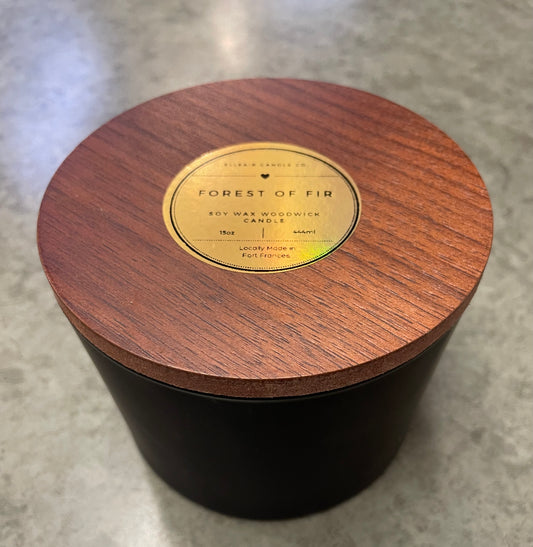 CANDLE CO.
FOREST OF FIR
SOY WAX WOODWICK
CANDLE
15oz | 444ml
Locally Made in
Fort Frances